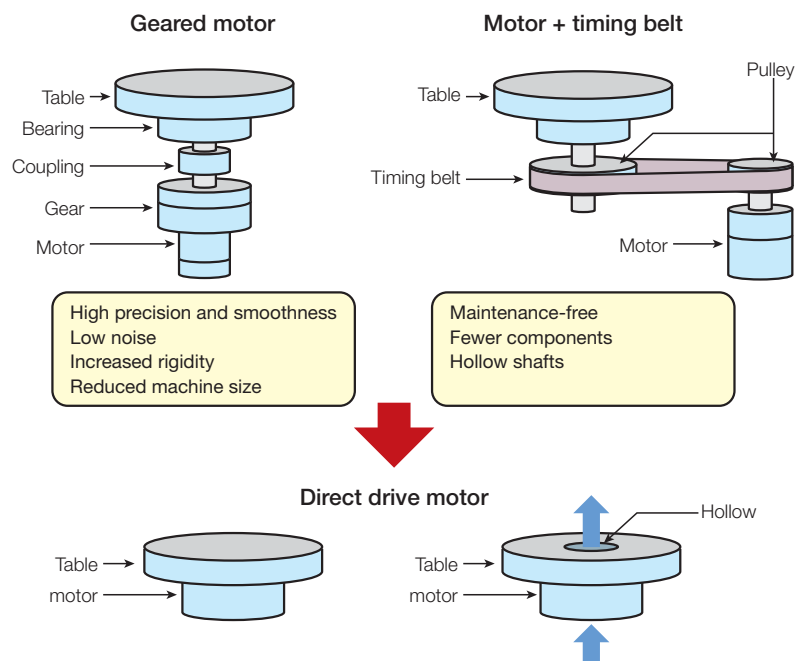 Geared motor
Table
Bearing
Coupling
Gear
Motor
Motor + timing belt
Pulley
Table
Timing belt
Motor
High precision and smoothness
Low noise
Increased rigidity
Reduced machine size
Maintenance-free
Fewer components
Hollow shafts
Direct drive motor
Table
motor
Hollow
Table
motor